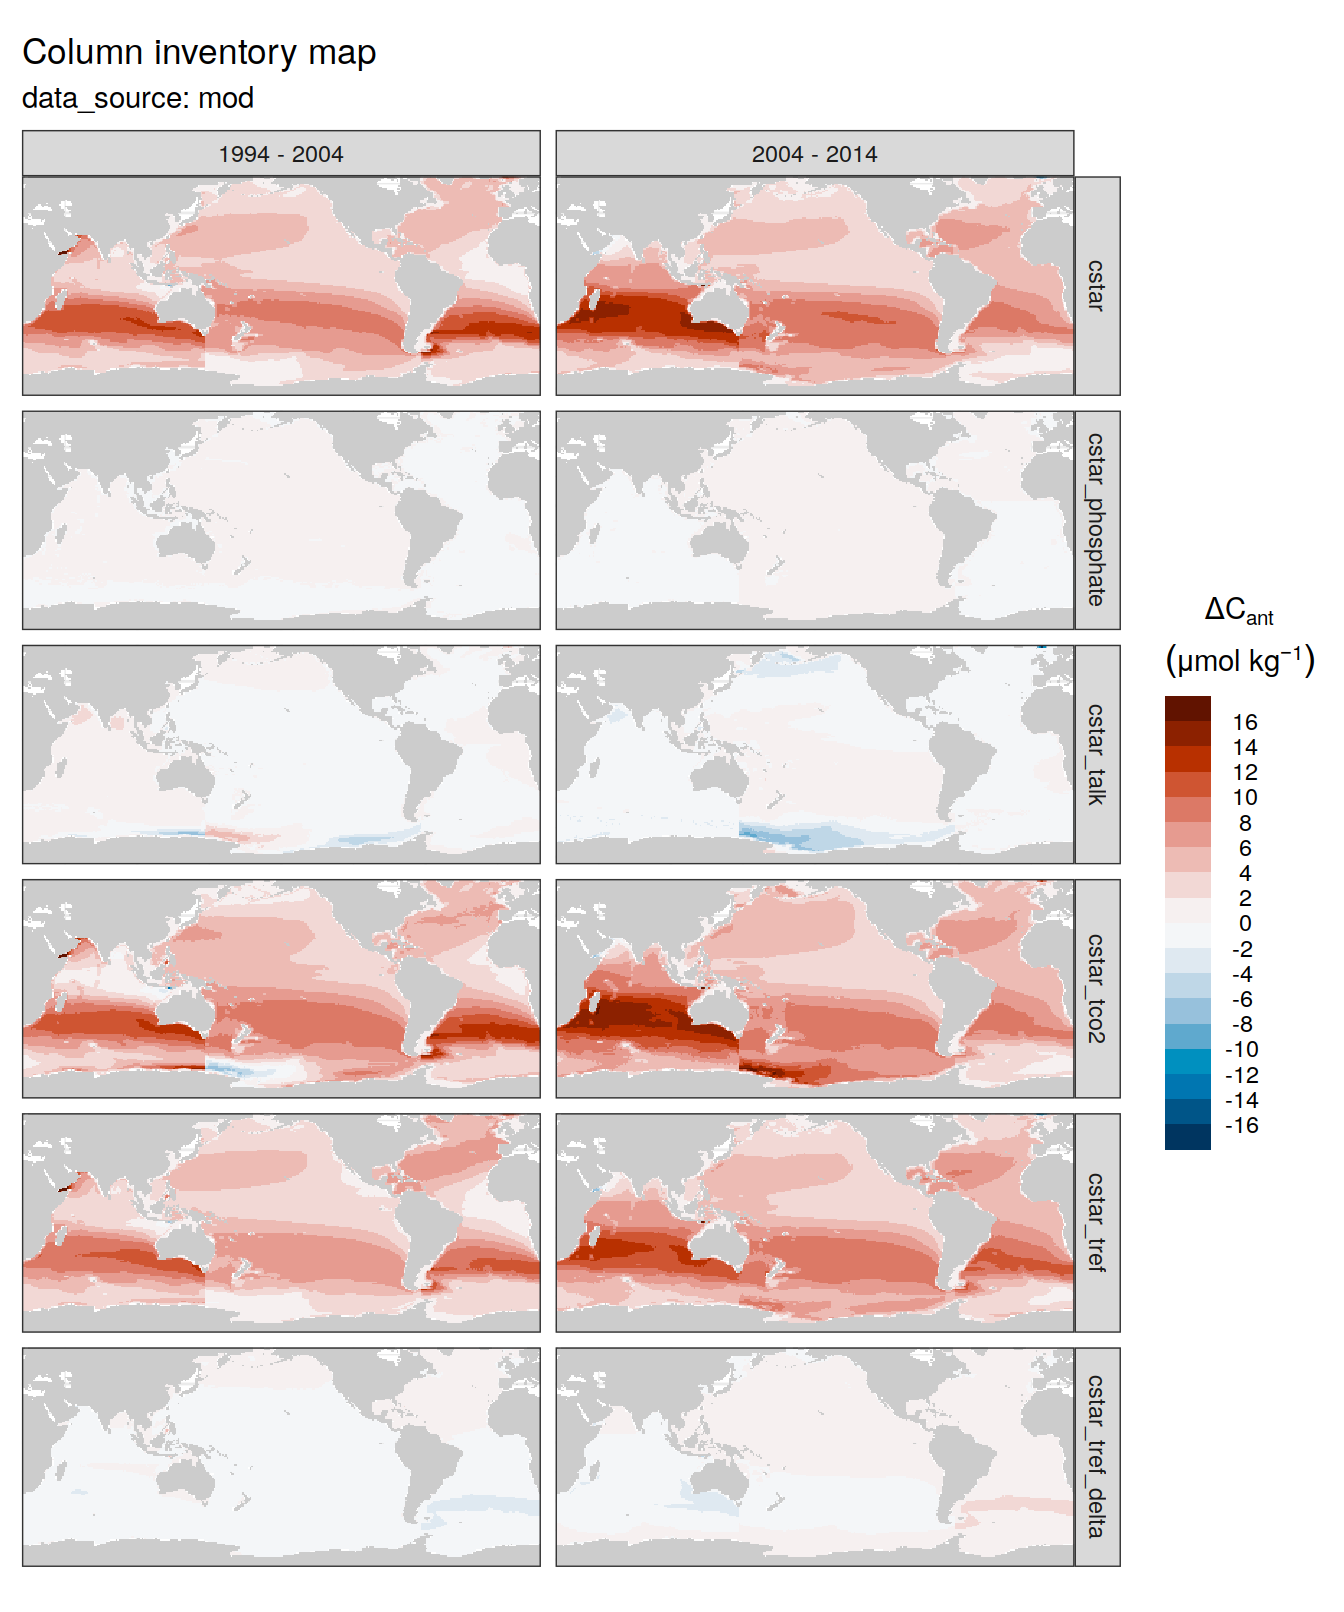 Column inventory map
data_source: mod
1994 - 2004
2004 - 2014
cstar
cstar_phosphate
cstar_talk
cstar_tco2
cstar_tref
cstar_tref_delta
ΔCant
(μmol kg−1)
16
14
12
10
8
6
4
2
0
-2
-4
-6
-8
-10
-12
-14
-16